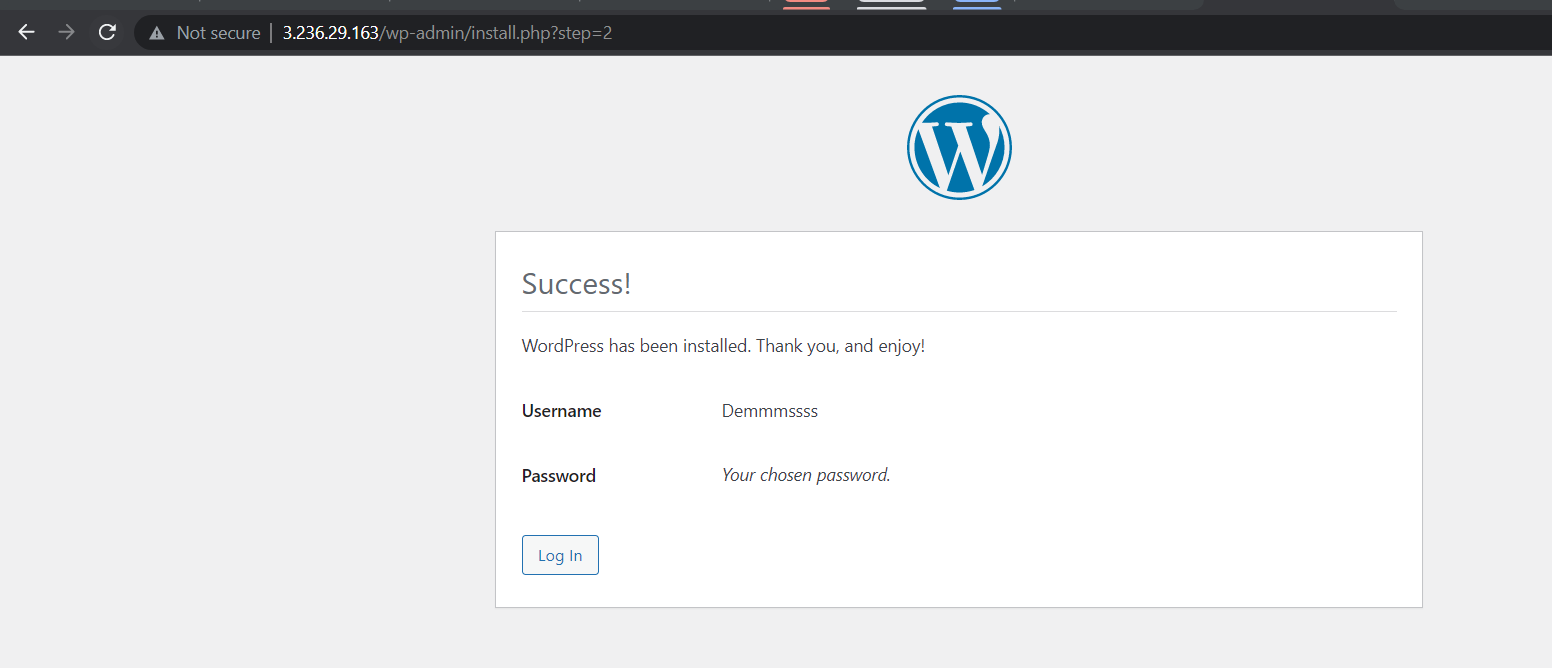 Not secure | 3.236.29.163/wp-admin/install.php?step=2
W
Success!
WordPress has been installed. Thank you, and enjoy!
Username Demmmssss
Password Your chosen password.
Log In